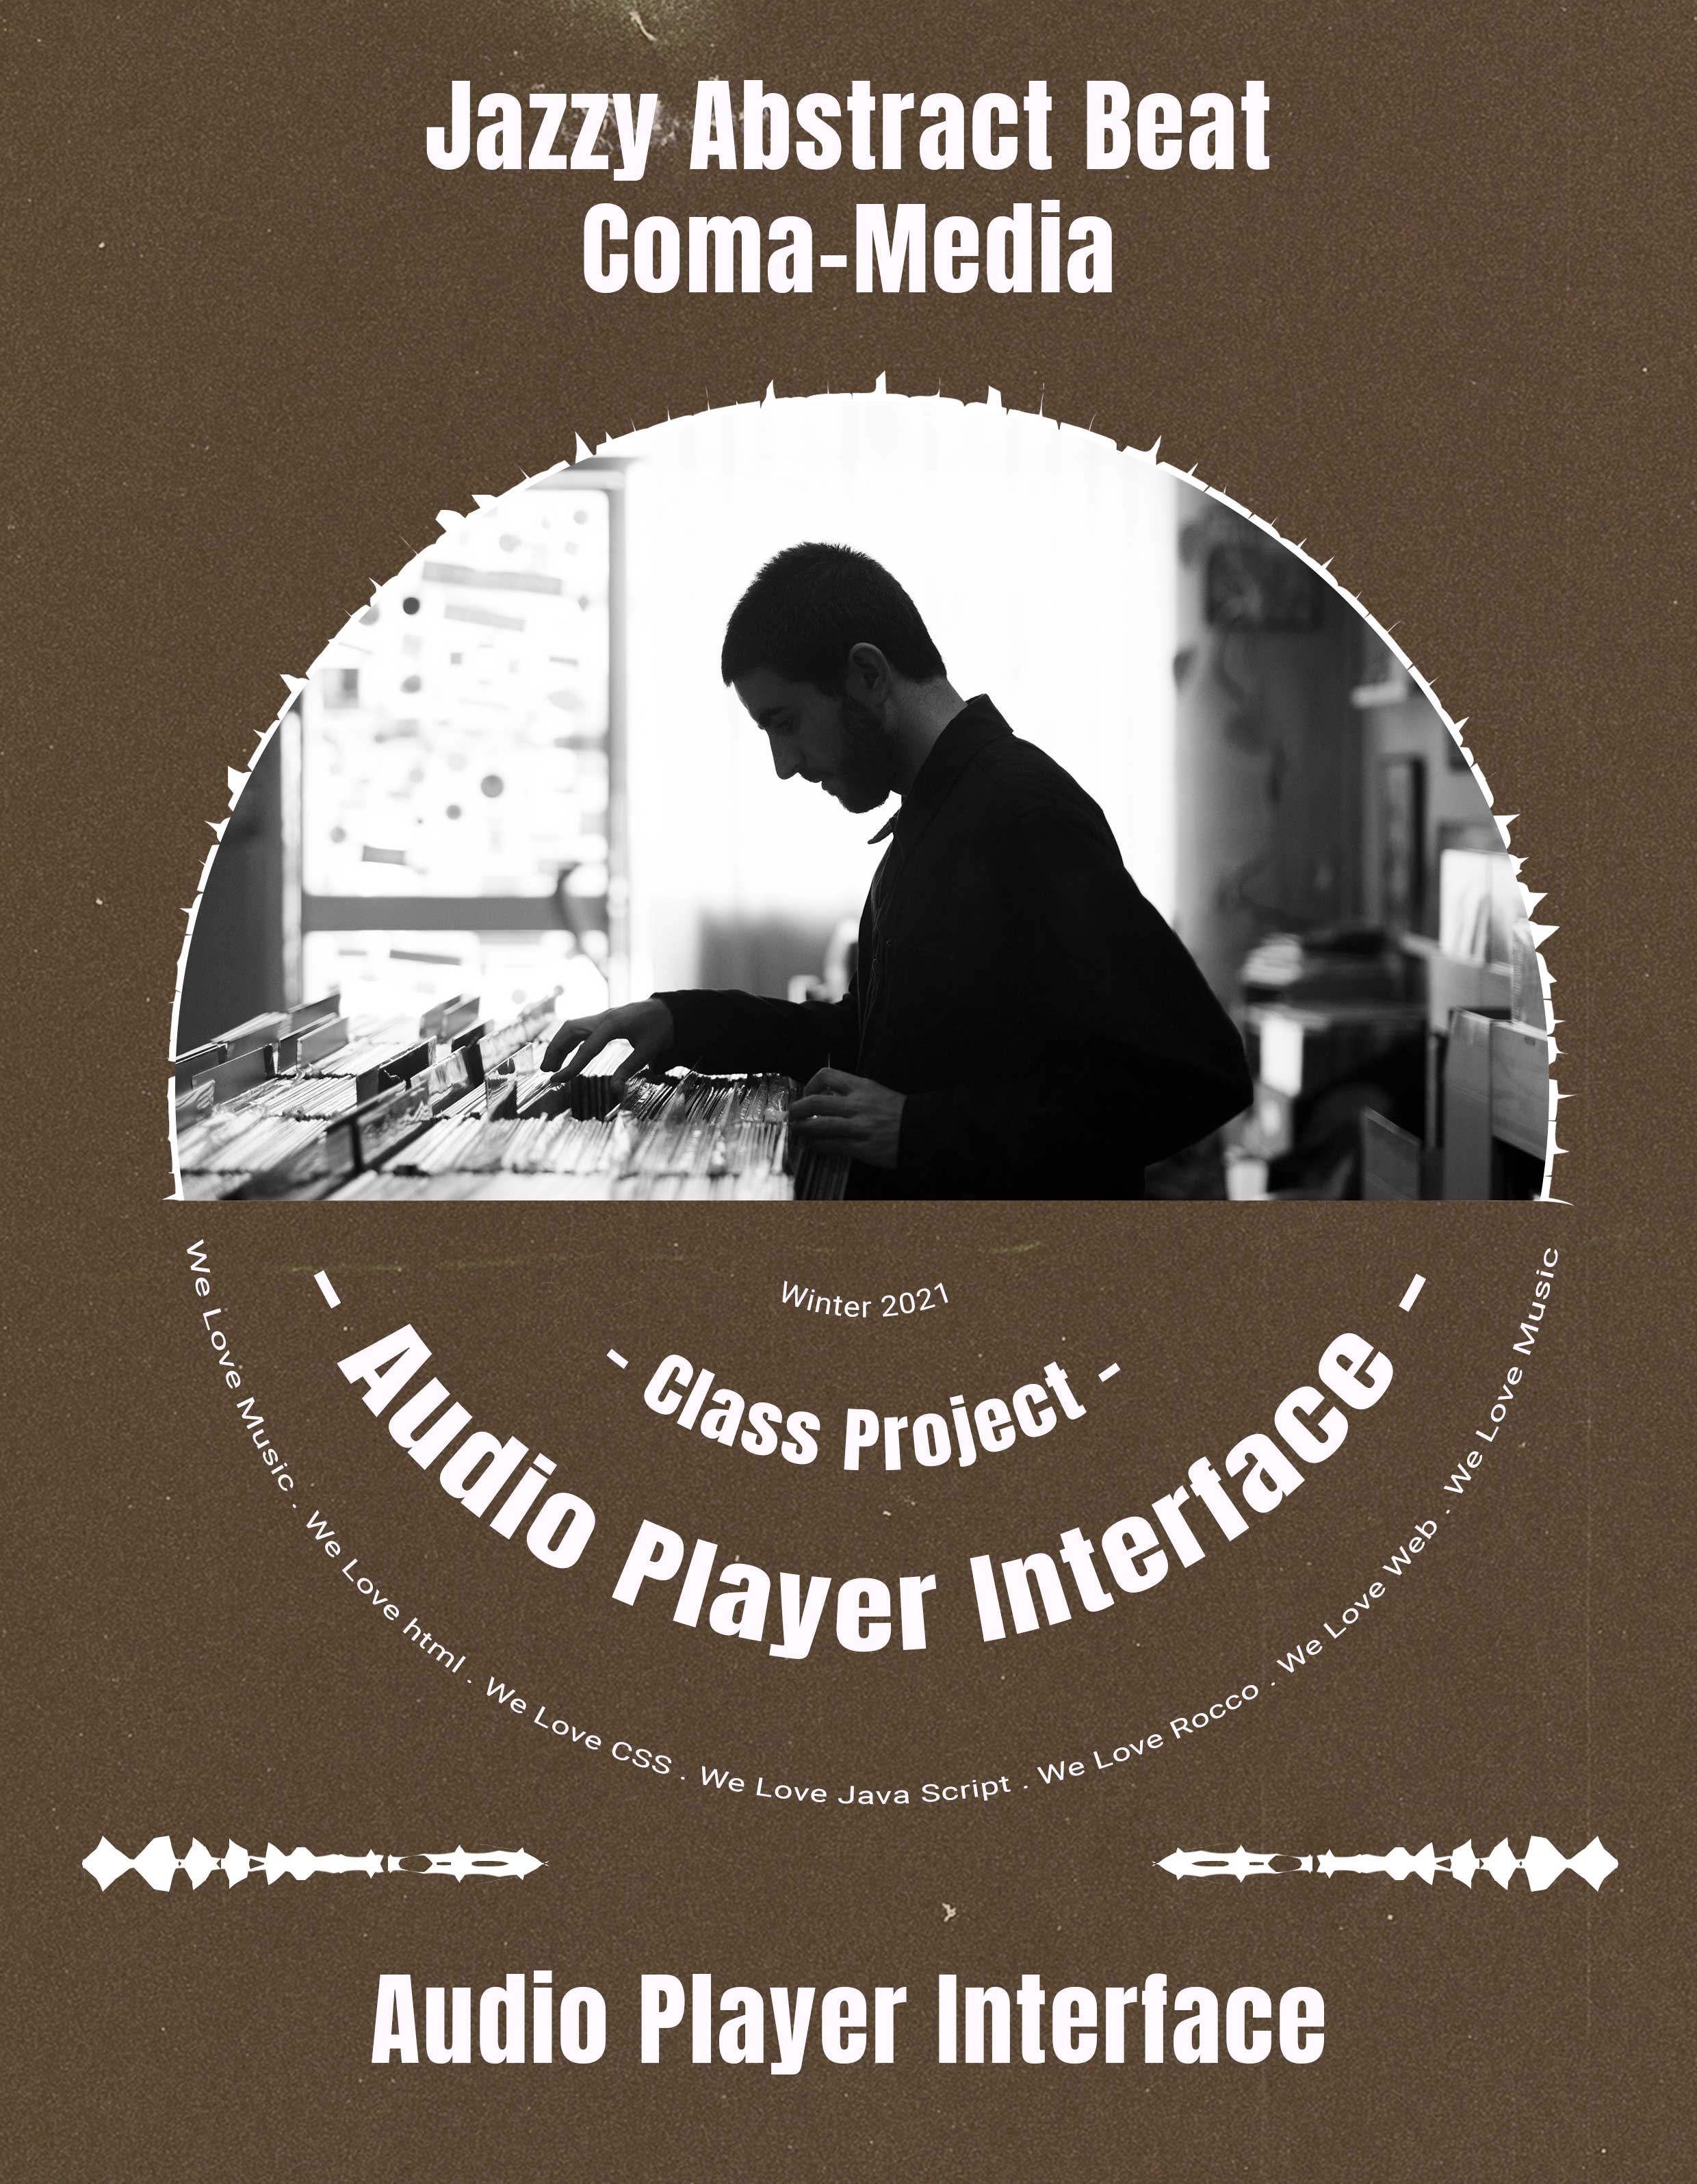 Jazzy Abstract Beat
Coma-Media
Winter 2021
- Class Project -
- Audio Player Interface -
We Love Music . We Love html . We Love CSS . We Love Java Script . We Love Rocco . We Love Web . We Love Music
Audio Player Interface